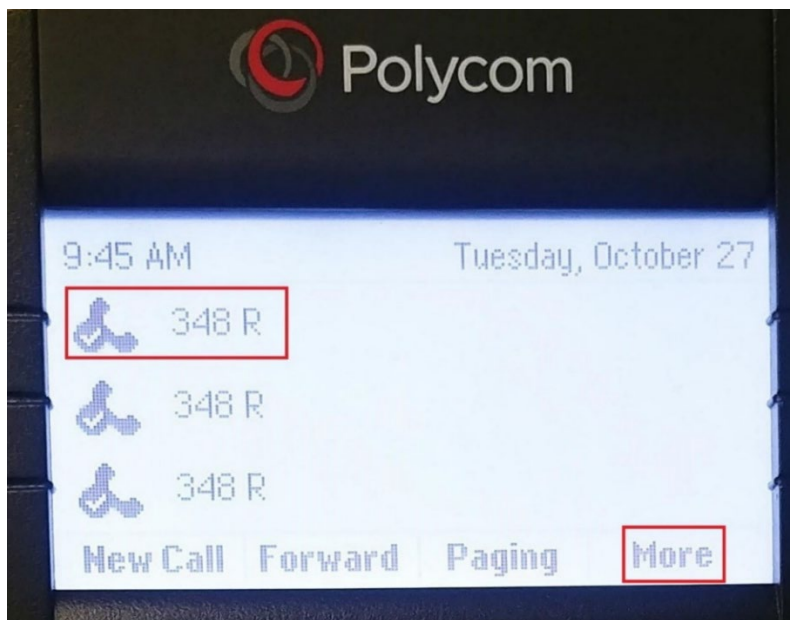 Polycom
9:45 AM Tuesday, October 27
348 R
348 R
348 R
New Call Forward Paging More